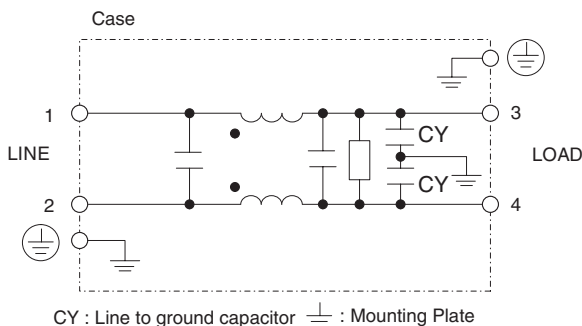 Case
1
3
CY
LINE
LOAD
CY
2
4
CY : Line to ground capacitor : Mounting Plate